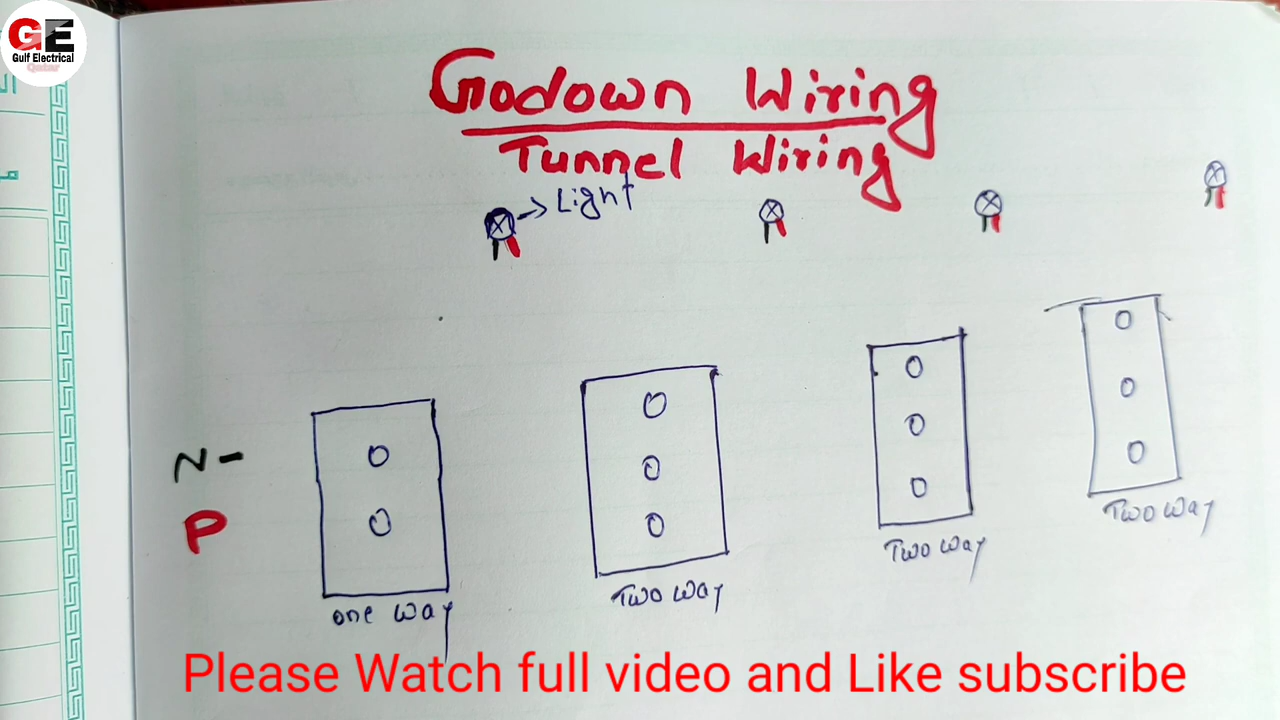 GE
Gulf Electrical
Qatar
Godown Wiring
Tunnel Wiring
Light
N -
P
one way
Two way
Two way
Two way
Please Watch full video and Like subscribe